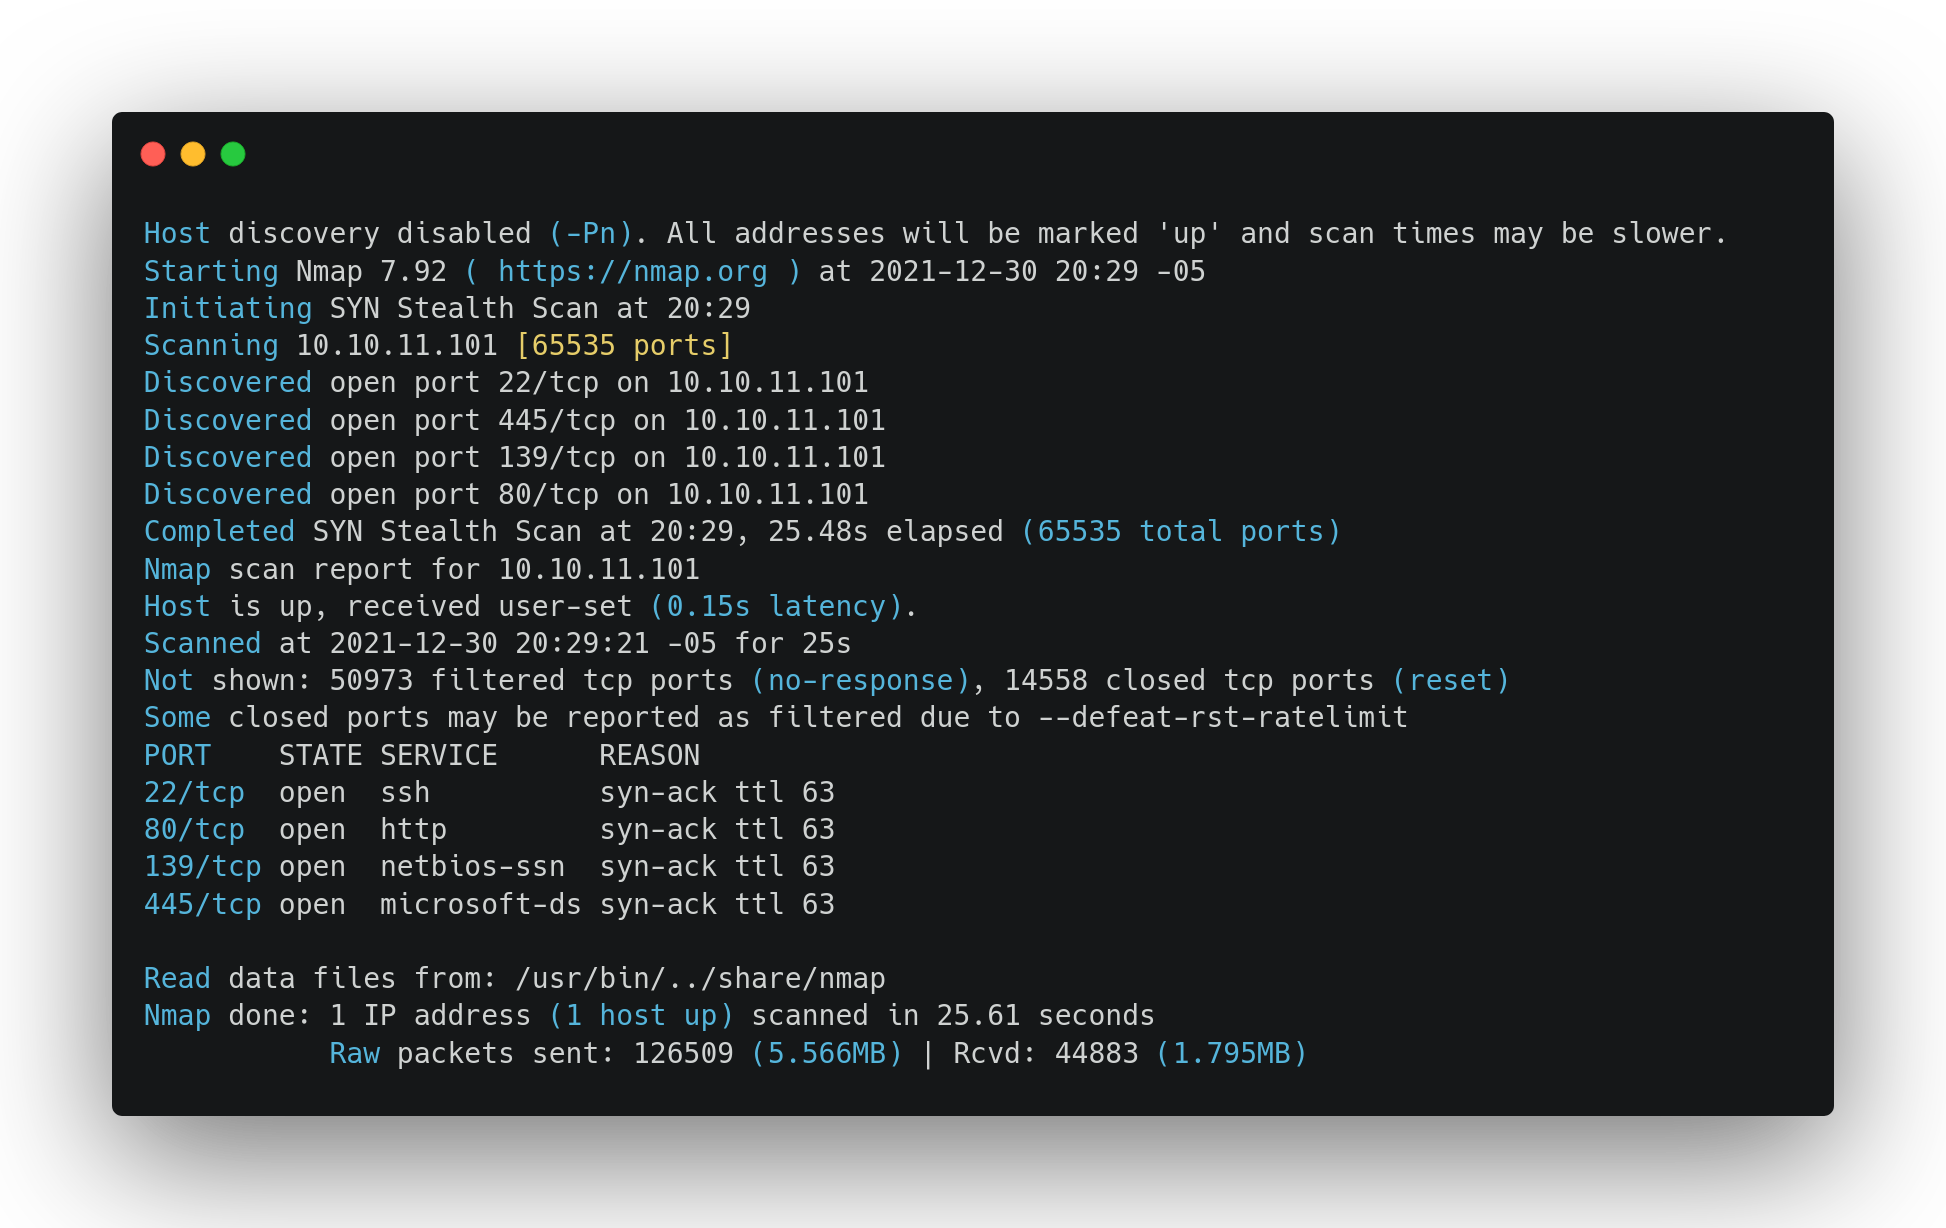 Host discovery disabled (-Pn). All addresses will be marked 'up' and scan times may be slower.
Starting Nmap 7.92 ( https://nmap.org ) at 2021-12-30 20:29 -05
Initiating SYN Stealth Scan at 20:29
Scanning 10.10.11.101 [65535 ports]
Discovered open port 22/tcp on 10.10.11.101
Discovered open port 445/tcp on 10.10.11.101
Discovered open port 139/tcp on 10.10.11.101
Discovered open port 80/tcp on 10.10.11.101
Completed SYN Stealth Scan at 20:29, 25.48s elapsed (65535 total ports)
Nmap scan report for 10.10.11.101
Host is up, received user-set (0.15s latency).
Scanned at 2021-12-30 20:29:21 -05 for 25s
Not shown: 50973 filtered tcp ports (no-response), 14558 closed tcp ports (reset)
Some closed ports may be reported as filtered due to --defeat-rst-ratelimit
PORT    STATE SERVICE      REASON
22/tcp  open  ssh          syn-ack ttl 63
80/tcp  open  http         syn-ack ttl 63
139/tcp open  netbios-ssn  syn-ack ttl 63
445/tcp open  microsoft-ds syn-ack ttl 63
Read data files from: /usr/bin/../share/nmap
Nmap done: 1 IP address (1 host up) scanned in 25.61 seconds
           Raw packets sent: 126509 (5.566MB) | Rcvd: 44883 (1.795MB)